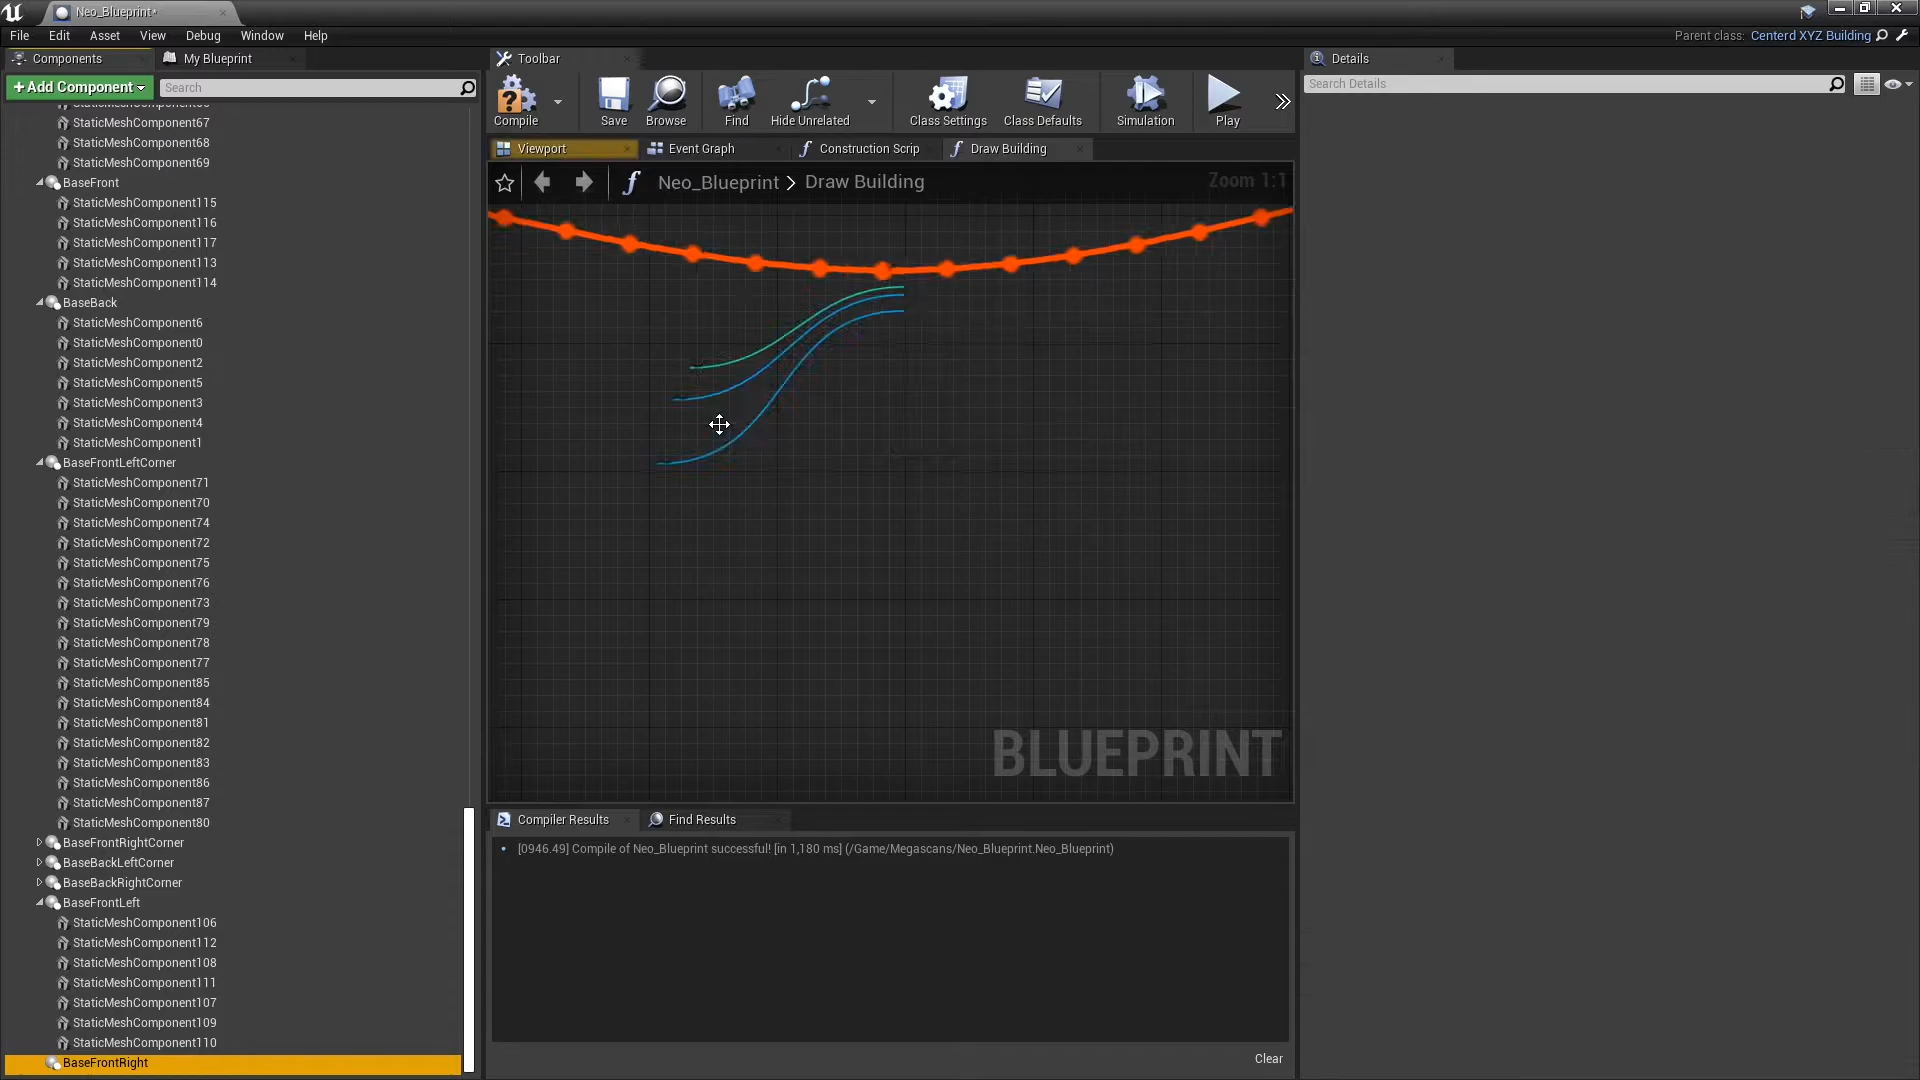 Neo_Blueprint*
File Edit Asset View Debug Window Help
Parent class: Centerd XYZ Building
Components
My Blueprint
Toolbar
Details
+Add Component
Search
Search Details
Compile
Save
Browse
Find
Hide Unrelated
Class Settings
Class Defaults
Simulation
Play
Viewport
Event Graph
Construction Scrip
Draw Building
Neo_Blueprint > Draw Building
Zoom 1:1
StaticMeshComponent67
StaticMeshComponent68
StaticMeshComponent69
BaseFront
StaticMeshComponent115
StaticMeshComponent116
StaticMeshComponent117
StaticMeshComponent113
StaticMeshComponent114
BaseBack
StaticMeshComponent6
StaticMeshComponent0
StaticMeshComponent2
StaticMeshComponent5
StaticMeshComponent3
StaticMeshComponent4
StaticMeshComponent1
BaseFrontLeftCorner
StaticMeshComponent71
StaticMeshComponent70
StaticMeshComponent74
StaticMeshComponent72
StaticMeshComponent75
StaticMeshComponent76
StaticMeshComponent73
StaticMeshComponent79
StaticMeshComponent78
StaticMeshComponent77
StaticMeshComponent85
StaticMeshComponent84
StaticMeshComponent81
StaticMeshComponent82
StaticMeshComponent83
StaticMeshComponent86
StaticMeshComponent87
StaticMeshComponent80
BaseFrontRightCorner
BaseBackLeftCorner
BaseBackRightCorner
BaseFrontLeft
StaticMeshComponent106
StaticMeshComponent112
StaticMeshComponent108
StaticMeshComponent111
StaticMeshComponent107
StaticMeshComponent109
StaticMeshComponent110
BaseFrontRight
BLUEPRINT
Compiler Results
Find Results
[0946.49] Compile of Neo_Blueprint successful! [in 1,180 ms] (/Game/Megascans/Neo_Blueprint.Neo_Blueprint)
Clear